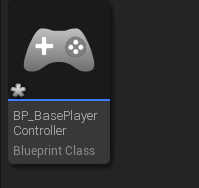 BP_BasePlayer
Controller
Blueprint Class